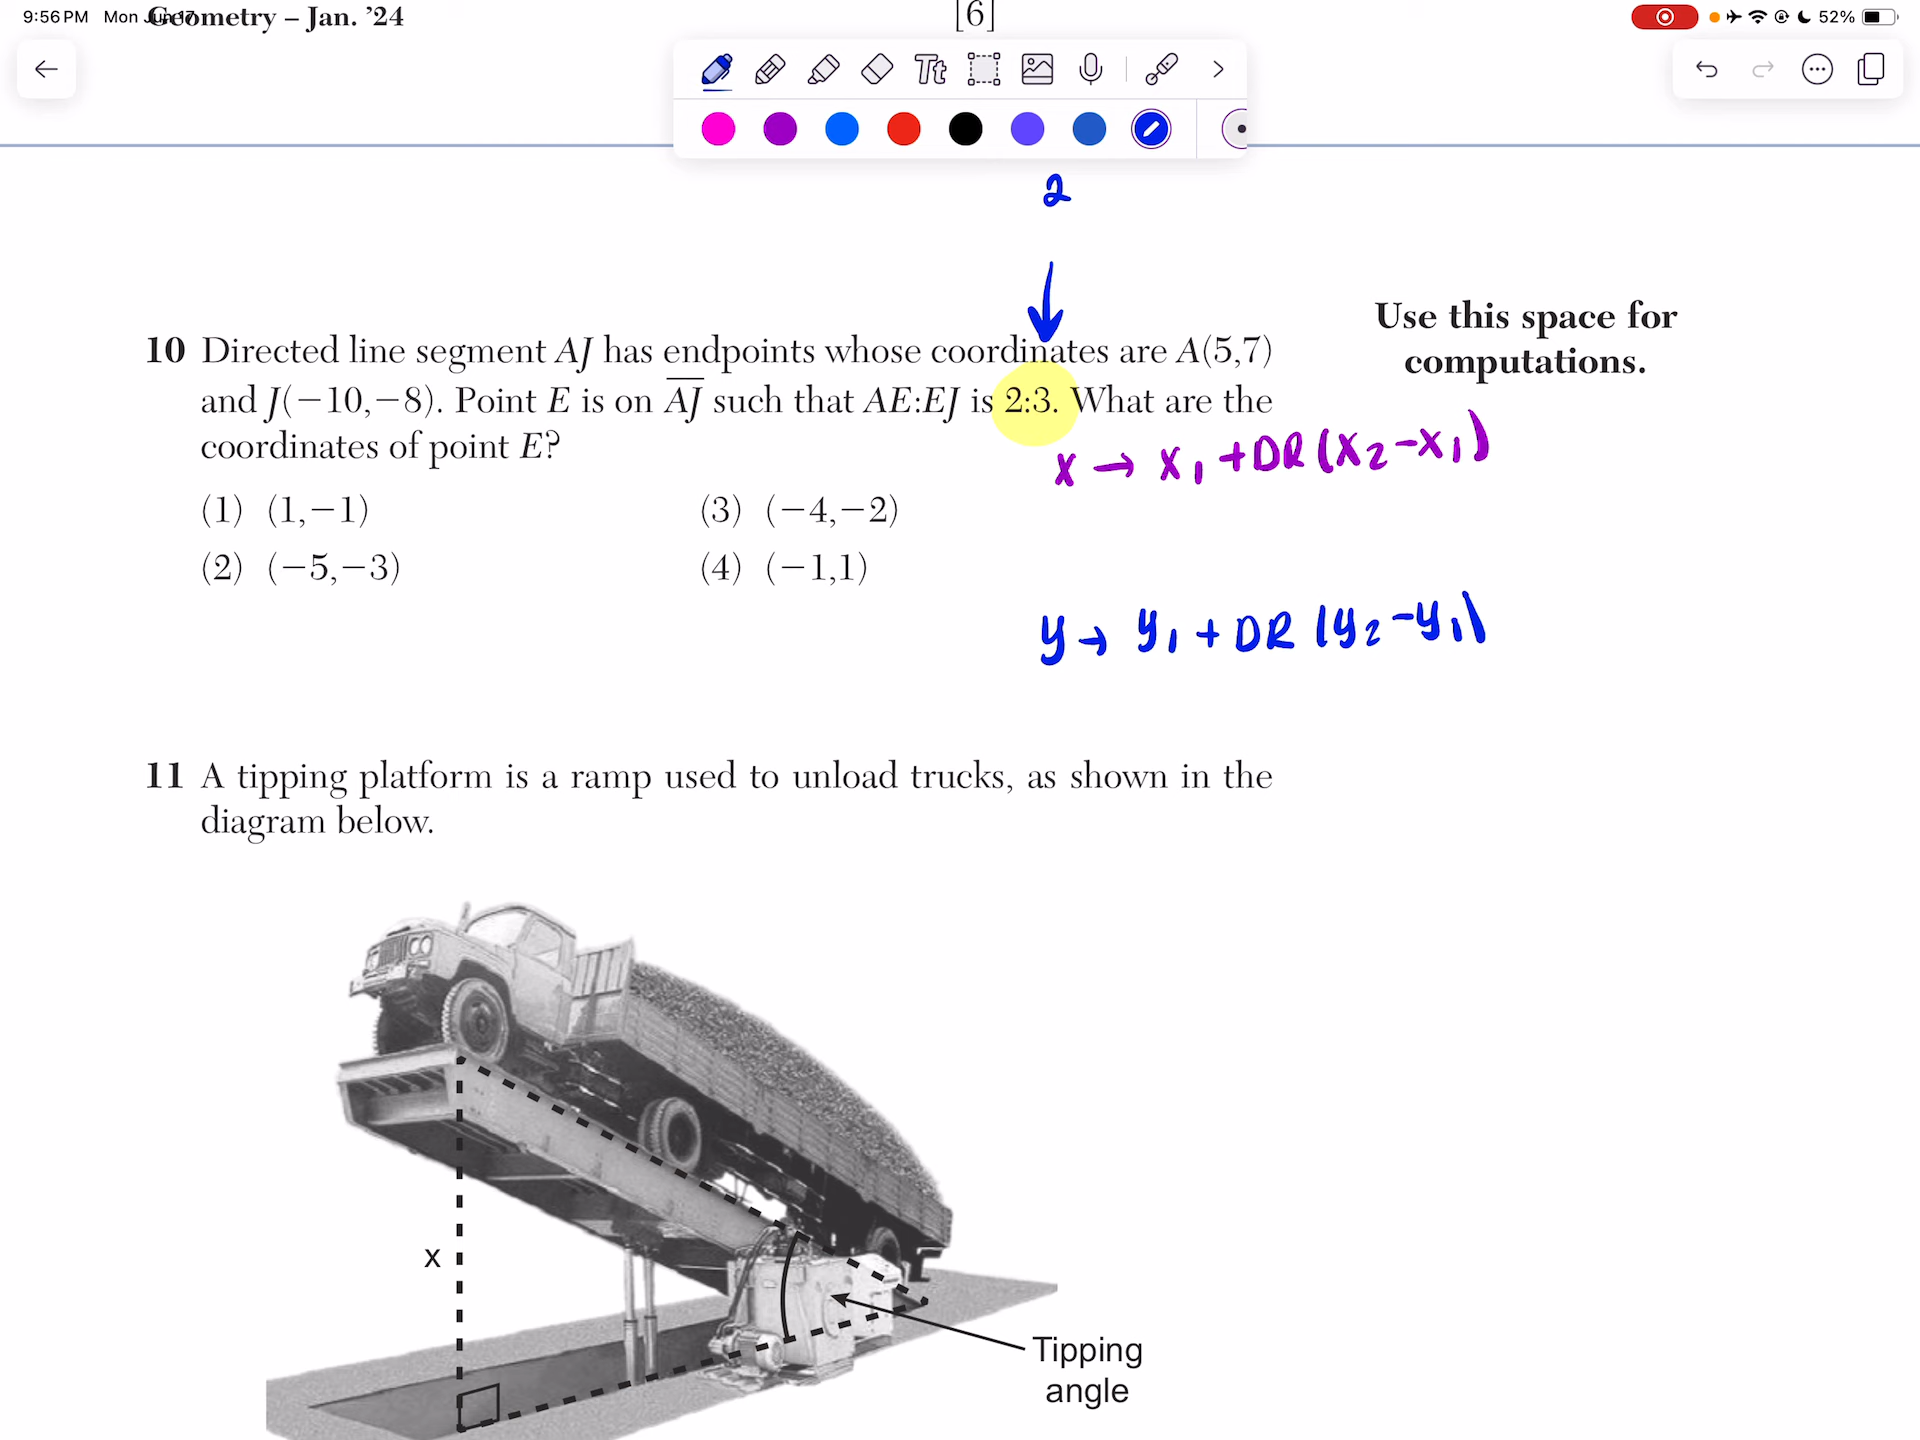 9:56 PM Mon Jun 17
Geometry – Jan. ’24
[6]
52%
Tt
2
10 Directed line segment AJ has endpoints whose coordinates are A(5,7)
and J(−10,−8). Point E is on AJ such that AE:EJ is 2:3. What are the
coordinates of point E?
(1) (1,−1)
(3) (−4,−2)
(2) (−5,−3)
(4) (−1,1)
Use this space for
computations.
x → x₁ + DR (x₂ − x₁)
y → y₁ + DR (y₂ − y₁)
11 A tipping platform is a ramp used to unload trucks, as shown in the
diagram below.
x
Tipping
angle